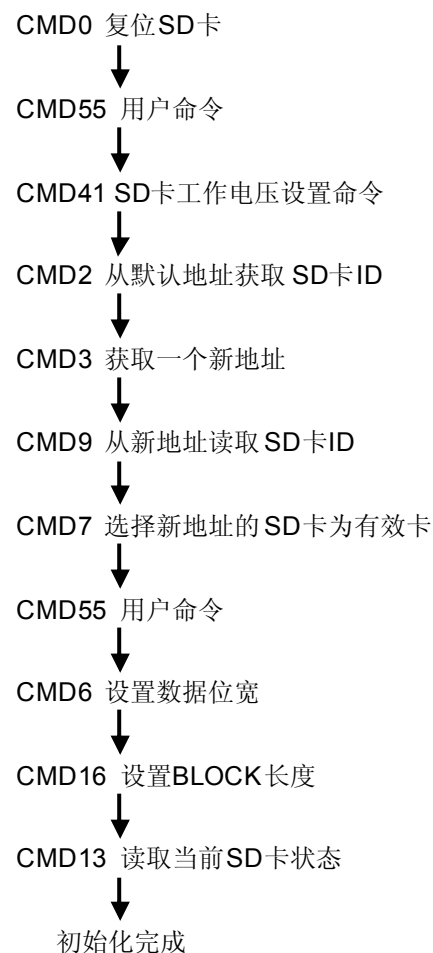 CMD0 复位SD卡
CMD55 用户命令
CMD41 SD卡工作电压设置命令
CMD2 从默认地址获取 SD卡ID
CMD3 获取一个新地址
CMD9 从新地址读取SD卡ID
CMD7 选择新地址的SD卡为有效卡
CMD55 用户命令
CMD6 设置数据位宽
CMD16 设置BLOCK长度
CMD13 读取当前SD卡状态
初始化完成